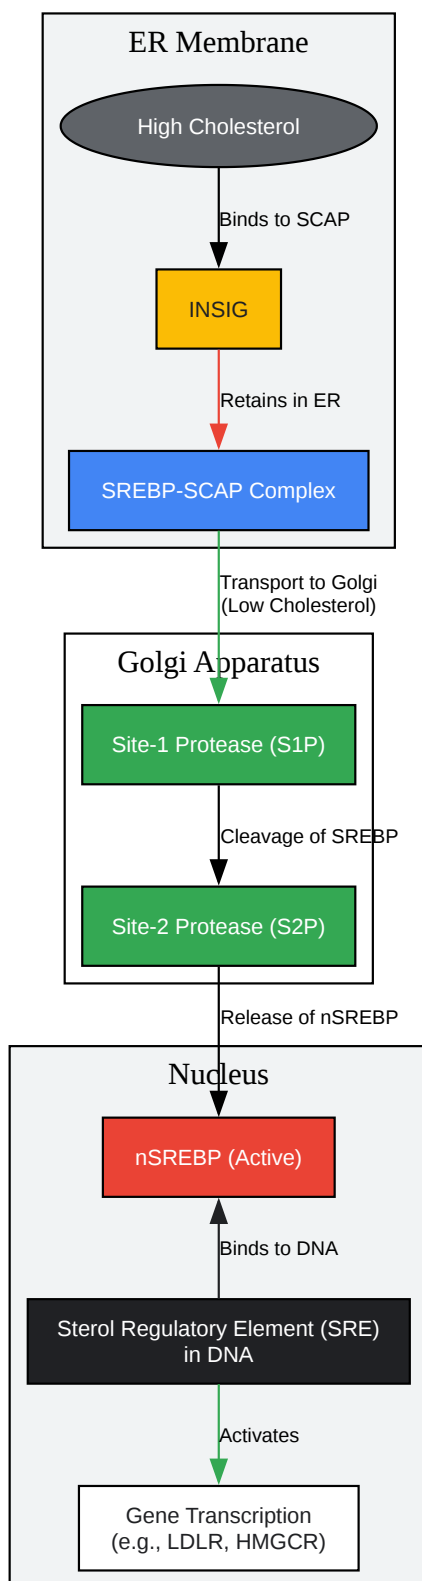 ER Membrane
High Cholesterol
Binds to SCAP
INSIG
Retains in ER
SREBP-SCAP Complex
Transport to Golgi
(Low Cholesterol)
Golgi Apparatus
Site-1 Protease (S1P)
Cleavage of SREBP
Site-2 Protease (S2P)
Release of nSREBP
Nucleus
nSREBP (Active)
Binds to DNA
Sterol Regulatory Element (SRE)
in DNA
Activates
Gene Transcription
(e.g., LDLR, HMGCR)